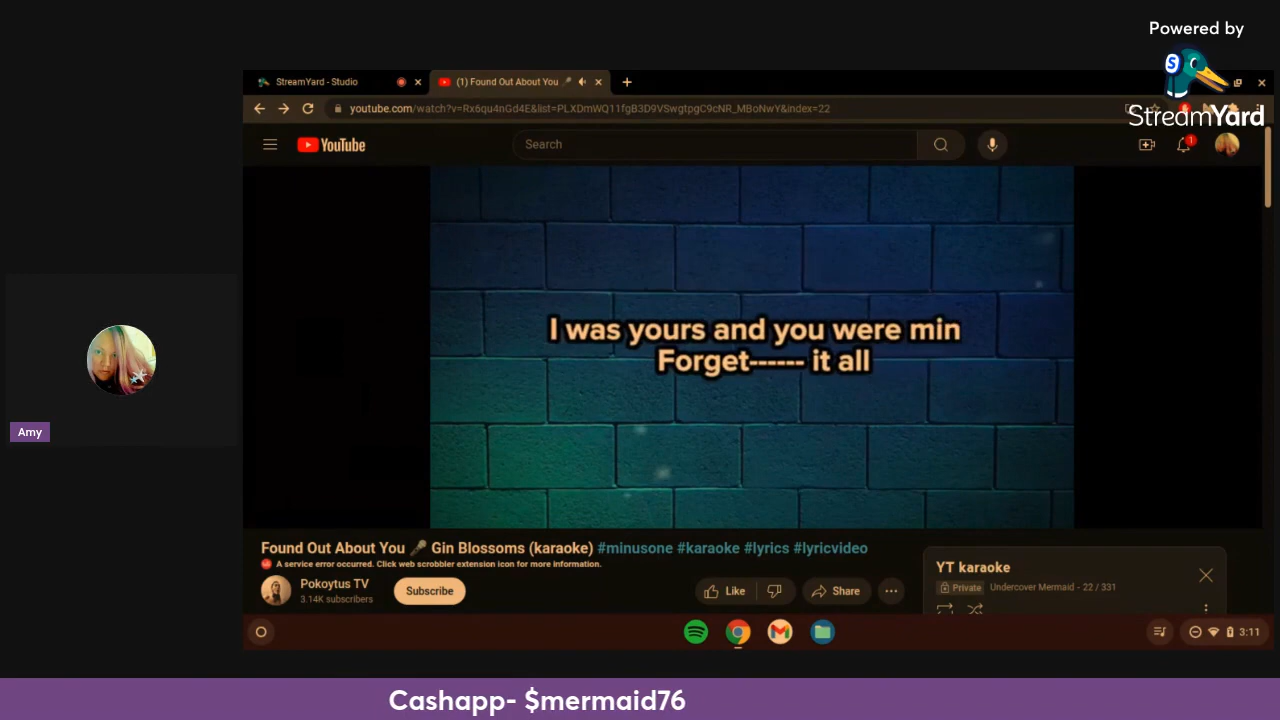 Powered by
StreamYard
StreamYard - Studio
(1) Found Out About You 🎤
youtube.com/watch?v=Rx6qu4nGd4E&list=PLXDmWQ11fgB3D9VSwgtpgC9cNR_MBoNwY&index=22
YouTube
Search
1
I was yours and you were min
Forget------ it all
Amy
Found Out About You 🎤 Gin Blossoms (karaoke) #minusone #karaoke #lyrics #lyricvideo
A service error occurred. Click web scrobbler extension icon for more information.
Pokoytus TV
3.14K subscribers
Subscribe
Like
Share
YT karaoke
Private
Undercover Mermaid - 22 / 331
3:11
Cashapp- $mermaid76